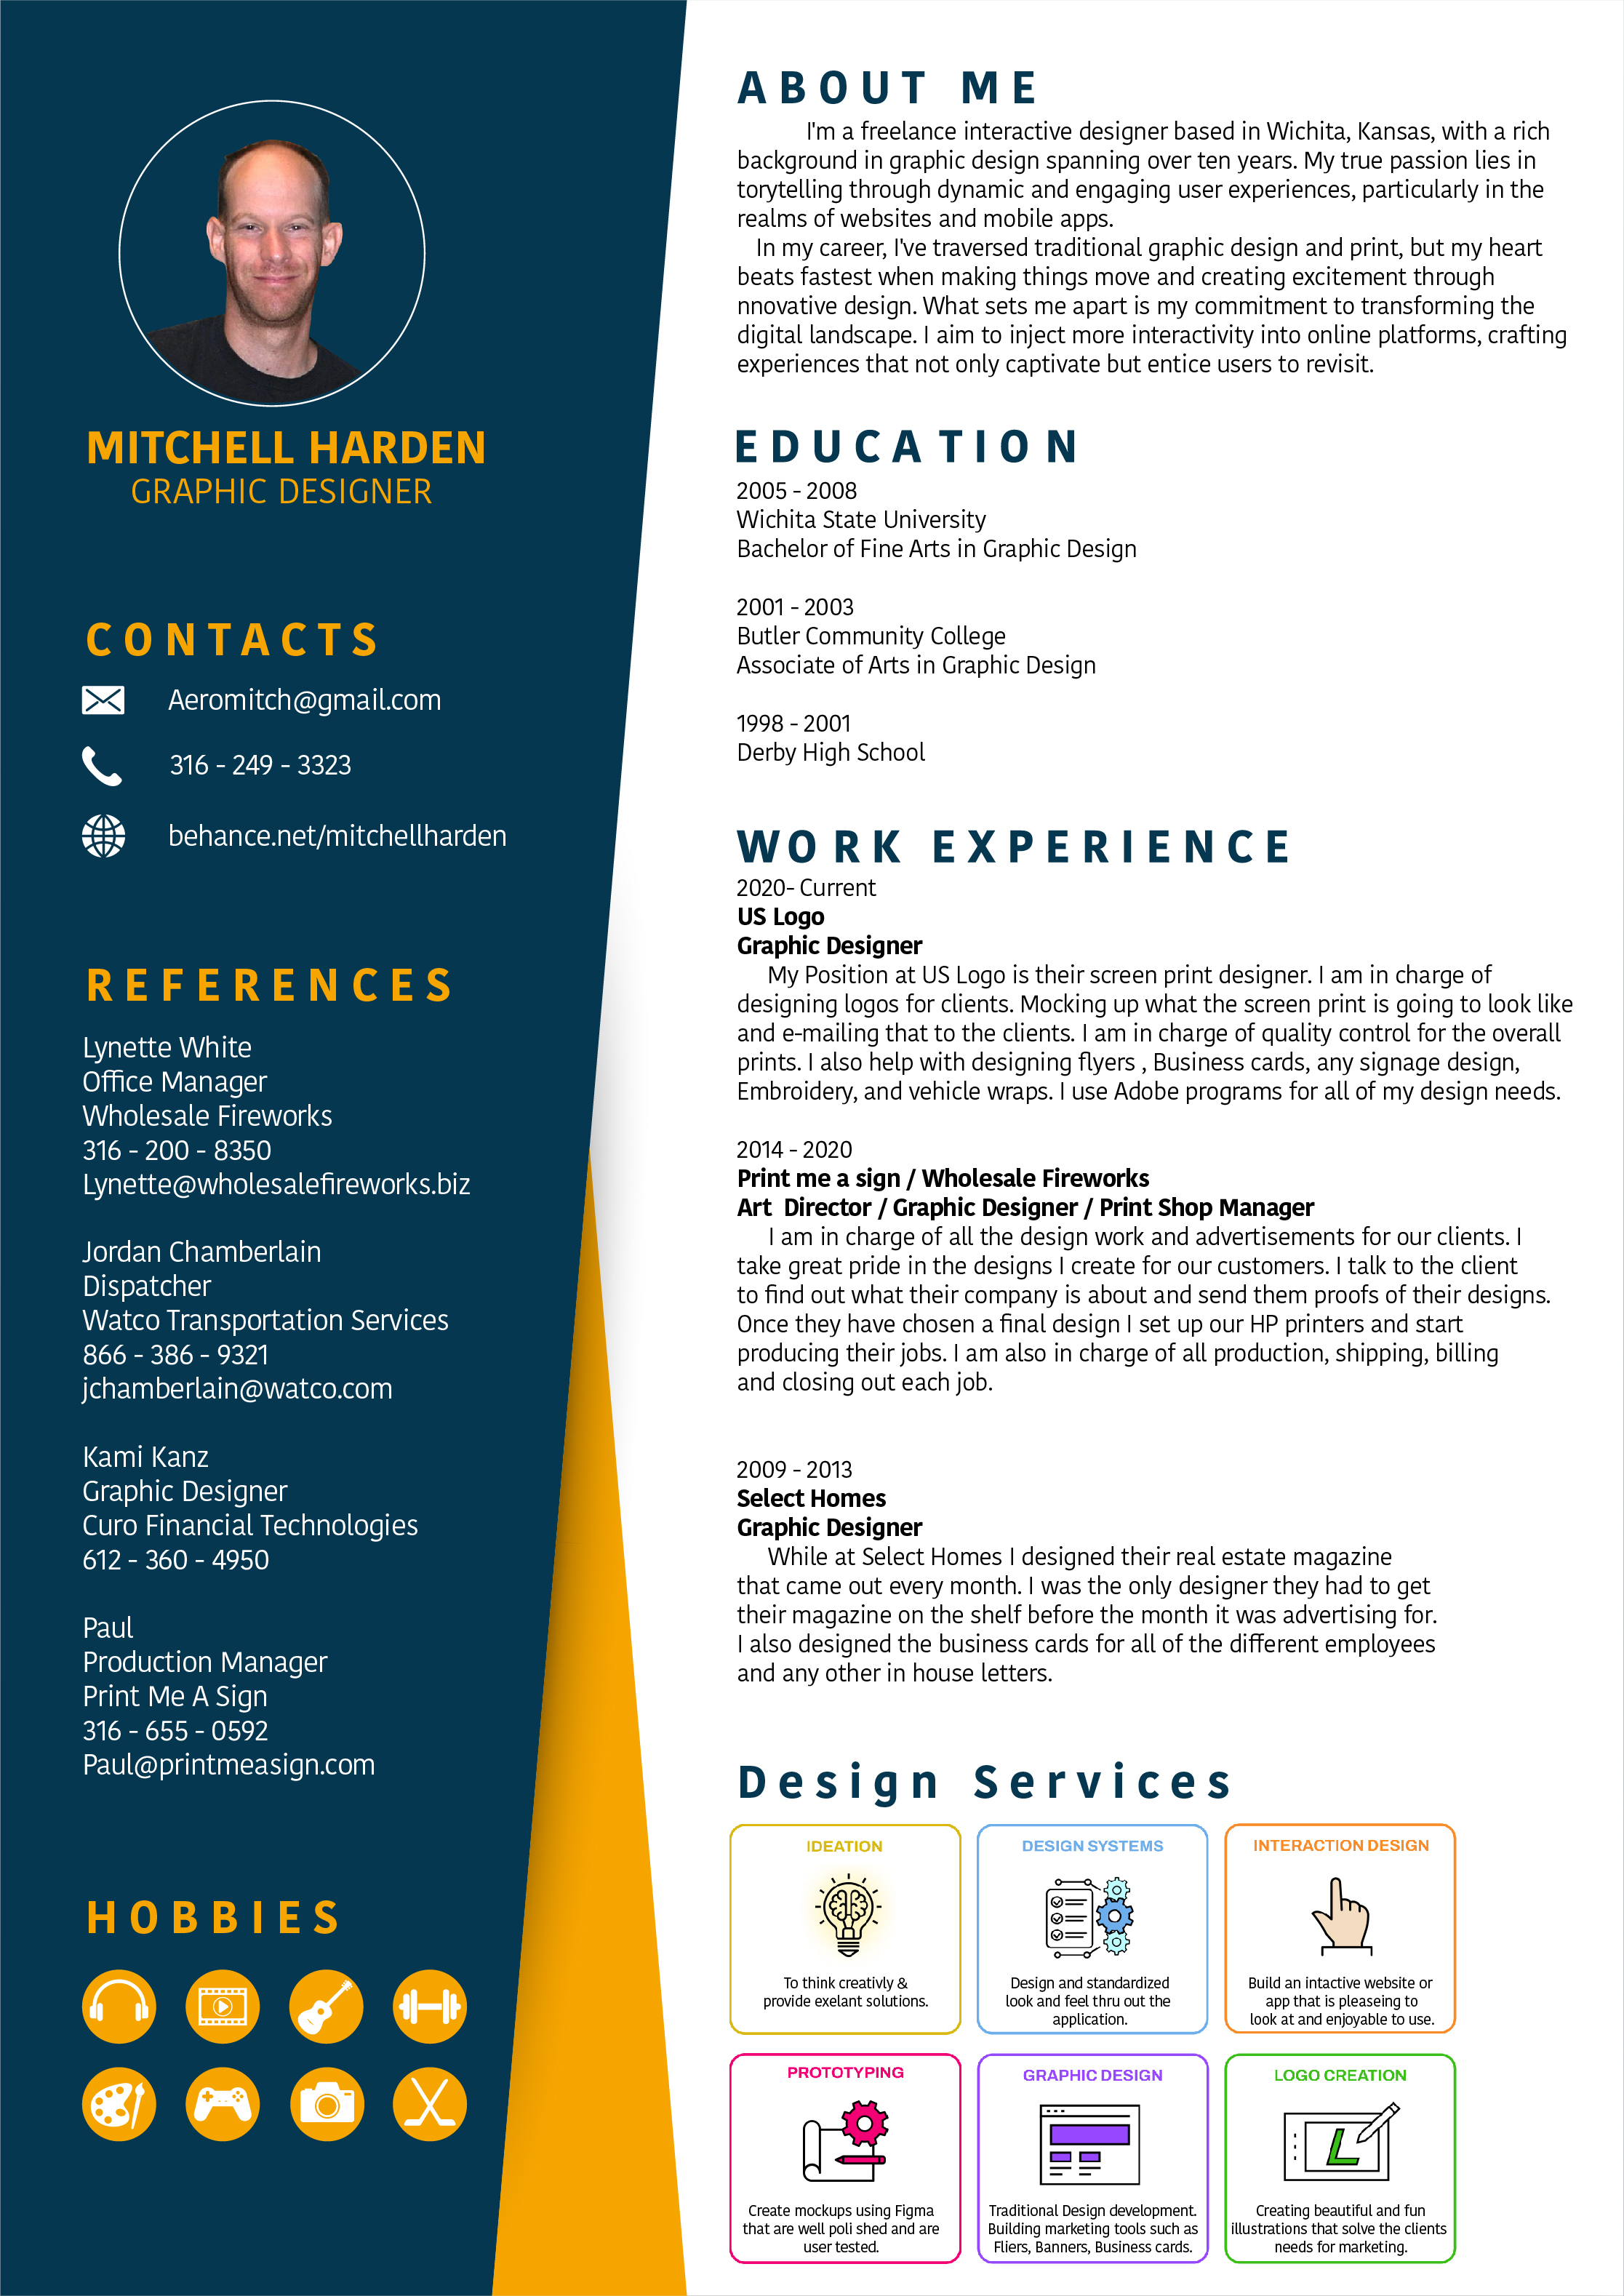 MITCHELL HARDEN
GRAPHIC DESIGNER
CONTACTS
Aeromitch@gmail.com
316 - 249 - 3323
behance.net/mitchellharden
REFERENCES
Lynette White
Office Manager
Wholesale Fireworks
316 - 200 - 8350
Lynette@wholesalefireworks.biz
Jordan Chamberlain
Dispatcher
Watco Transportation Services
866 - 386 - 9321
jchamberlain@watco.com
Kami Kanz
Graphic Designer
Curo Financial Technologies
612 - 360 - 4950
Paul
Production Manager
Print Me A Sign
316 - 655 - 0592
Paul@printmeasign.com
HOBBIES
ABOUT ME
I'm a freelance interactive designer based in Wichita, Kansas, with a rich
background in graphic design spanning over ten years. My true passion lies in
torytelling through dynamic and engaging user experiences, particularly in the
realms of websites and mobile apps.
In my career, I've traversed traditional graphic design and print, but my heart
beats fastest when making things move and creating excitement through
nnovative design. What sets me apart is my commitment to transforming the
digital landscape. I aim to inject more interactivity into online platforms, crafting
experiences that not only captivate but entice users to revisit.
EDUCATION
2005 - 2008
Wichita State University
Bachelor of Fine Arts in Graphic Design
2001 - 2003
Butler Community College
Associate of Arts in Graphic Design
1998 - 2001
Derby High School
WORK EXPERIENCE
2020- Current
US Logo
Graphic Designer
My Position at US Logo is their screen print designer. I am in charge of
designing logos for clients. Mocking up what the screen print is going to look like
and e-mailing that to the clients. I am in charge of quality control for the overall
prints. I also help with designing flyers , Business cards, any signage design,
Embroidery, and vehicle wraps. I use Adobe programs for all of my design needs.
2014 - 2020
Print me a sign / Wholesale Fireworks
Art  Director / Graphic Designer / Print Shop Manager
I am in charge of all the design work and advertisements for our clients. I
take great pride in the designs I create for our customers. I talk to the client
to find out what their company is about and send them proofs of their designs.
Once they have chosen a final design I set up our HP printers and start
producing their jobs. I am also in charge of all production, shipping, billing
and closing out each job.
2009 - 2013
Select Homes
Graphic Designer
While at Select Homes I designed their real estate magazine
that came out every month. I was the only designer they had to get
their magazine on the shelf before the month it was advertising for.
I also designed the business cards for all of the different employees
and any other in house letters.
Design Services
IDEATION
To think creativly &
provide exelant solutions.
DESIGN SYSTEMS
Design and standardized
look and feel thru out the
application.
INTERACTION DESIGN
Build an intactive website or
app that is pleaseing to
look at and enjoyable to use.
PROTOTYPING
Create mockups using Figma
that are well poli shed and are
user tested.
GRAPHIC DESIGN
Traditional Design development.
Building marketing tools such as
Fliers, Banners, Business cards.
LOGO CREATION
L
Creating beautiful and fun
illustrations that solve the clients
needs for marketing.